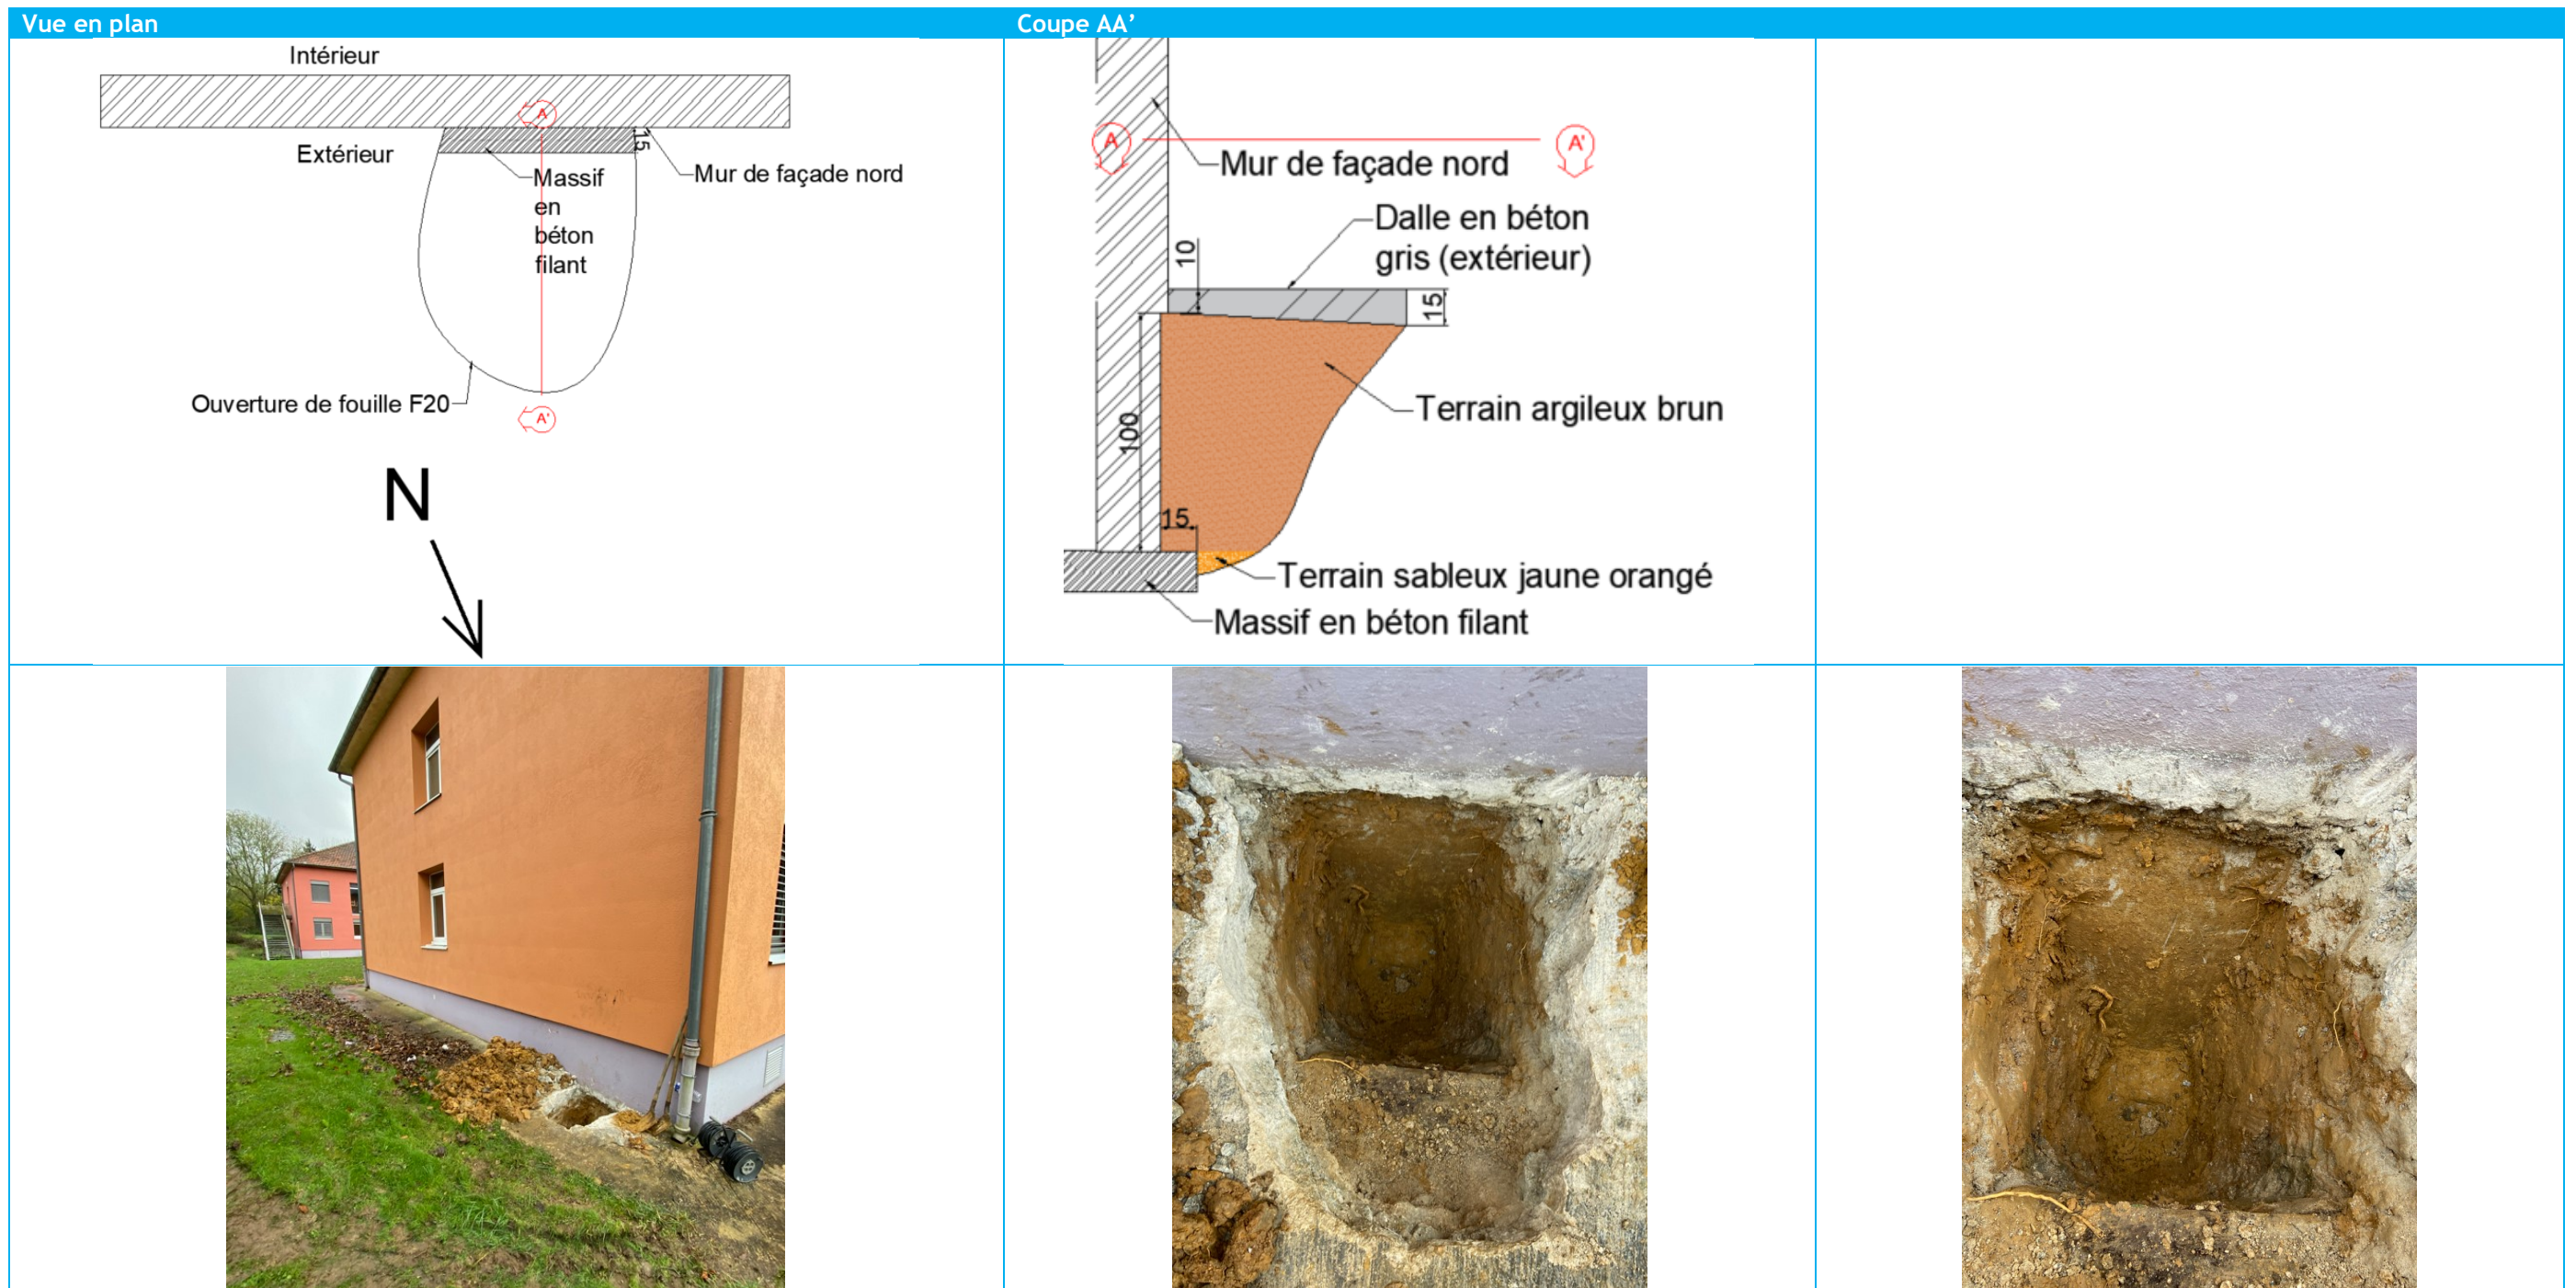 Vue en plan
Coupe AA’
Intérieur
A
15
Extérieur
Mur de façade nord
Massif
en
béton
filant
Ouverture de fouille F20
A'
N
A
A'
Mur de façade nord
Dalle en béton
gris (extérieur)
10
15
100
Terrain argileux brun
15
Terrain sableux jaune orangé
Massif en béton filant